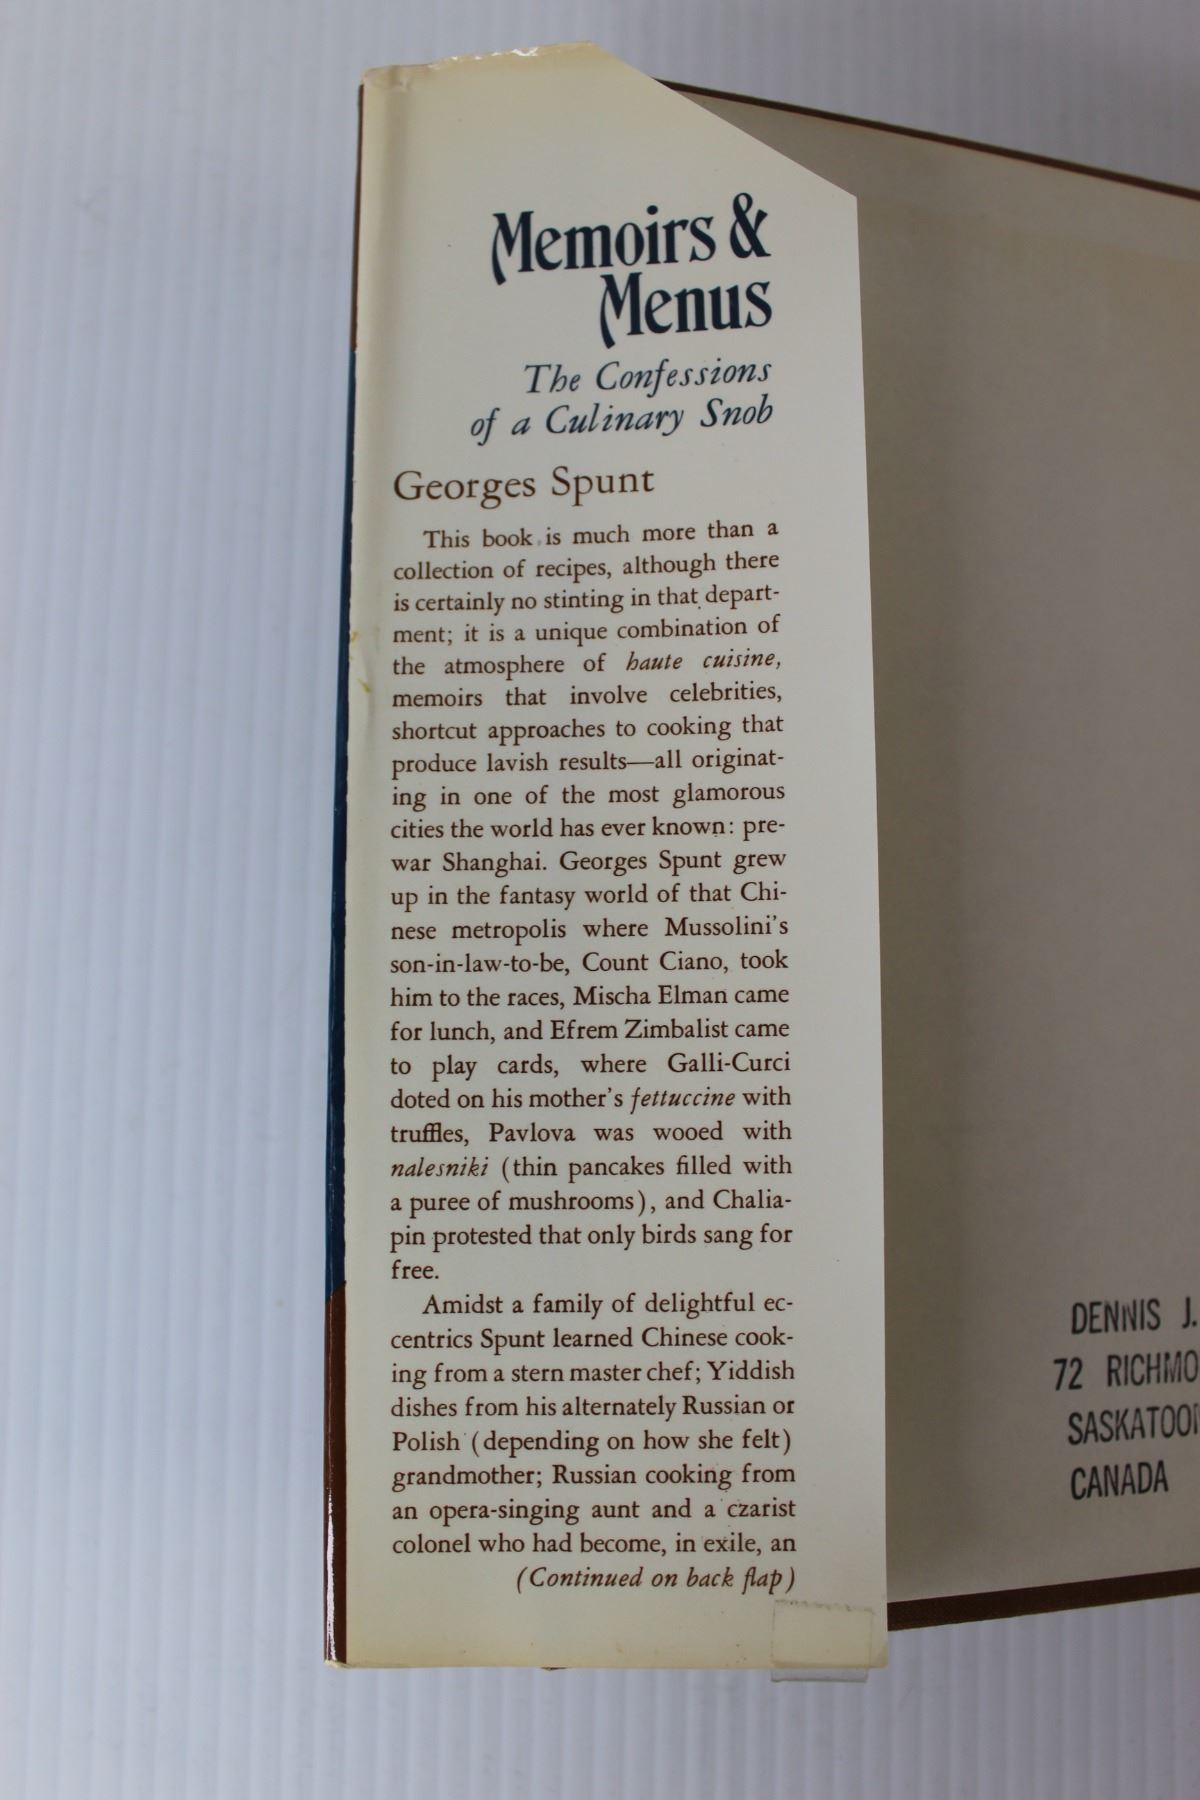 Memoirs &
Menus
The Confessions
of a Culinary Snob
Georges Spunt
This book is much more than a
collection of recipes, although there
is certainly no stinting in that depart-
ment; it is a unique combination of
the atmosphere of haute cuisine,
memoirs that involve celebrities,
shortcut approaches to cooking that
produce lavish results—all originat-
ing in one of the most glamorous
cities the world has ever known: pre-
war Shanghai. Georges Spunt grew
up in the fantasy world of that Chi-
nese metropolis where Mussolini's
son-in-law-to-be, Count Ciano, took
him to the races, Mischa Elman came
for lunch, and Efrem Zimbalist came
to play cards, where Galli-Curci
doted on his mother's fettuccine with
truffles, Pavlova was wooed with
nalesniki (thin pancakes filled with
a puree of mushrooms), and Chalia-
pin protested that only birds sang for
free.
Amidst a family of delightful ec-
centrics Spunt learned Chinese cook-
ing from a stern master chef; Yiddish
dishes from his alternately Russian or
Polish (depending on how she felt)
grandmother; Russian cooking from
an opera-singing aunt and a czarist
colonel who had become, in exile, an
(Continued on back flap)
DENNIS J.
72 RICHMO
SASKATOO
CANADA